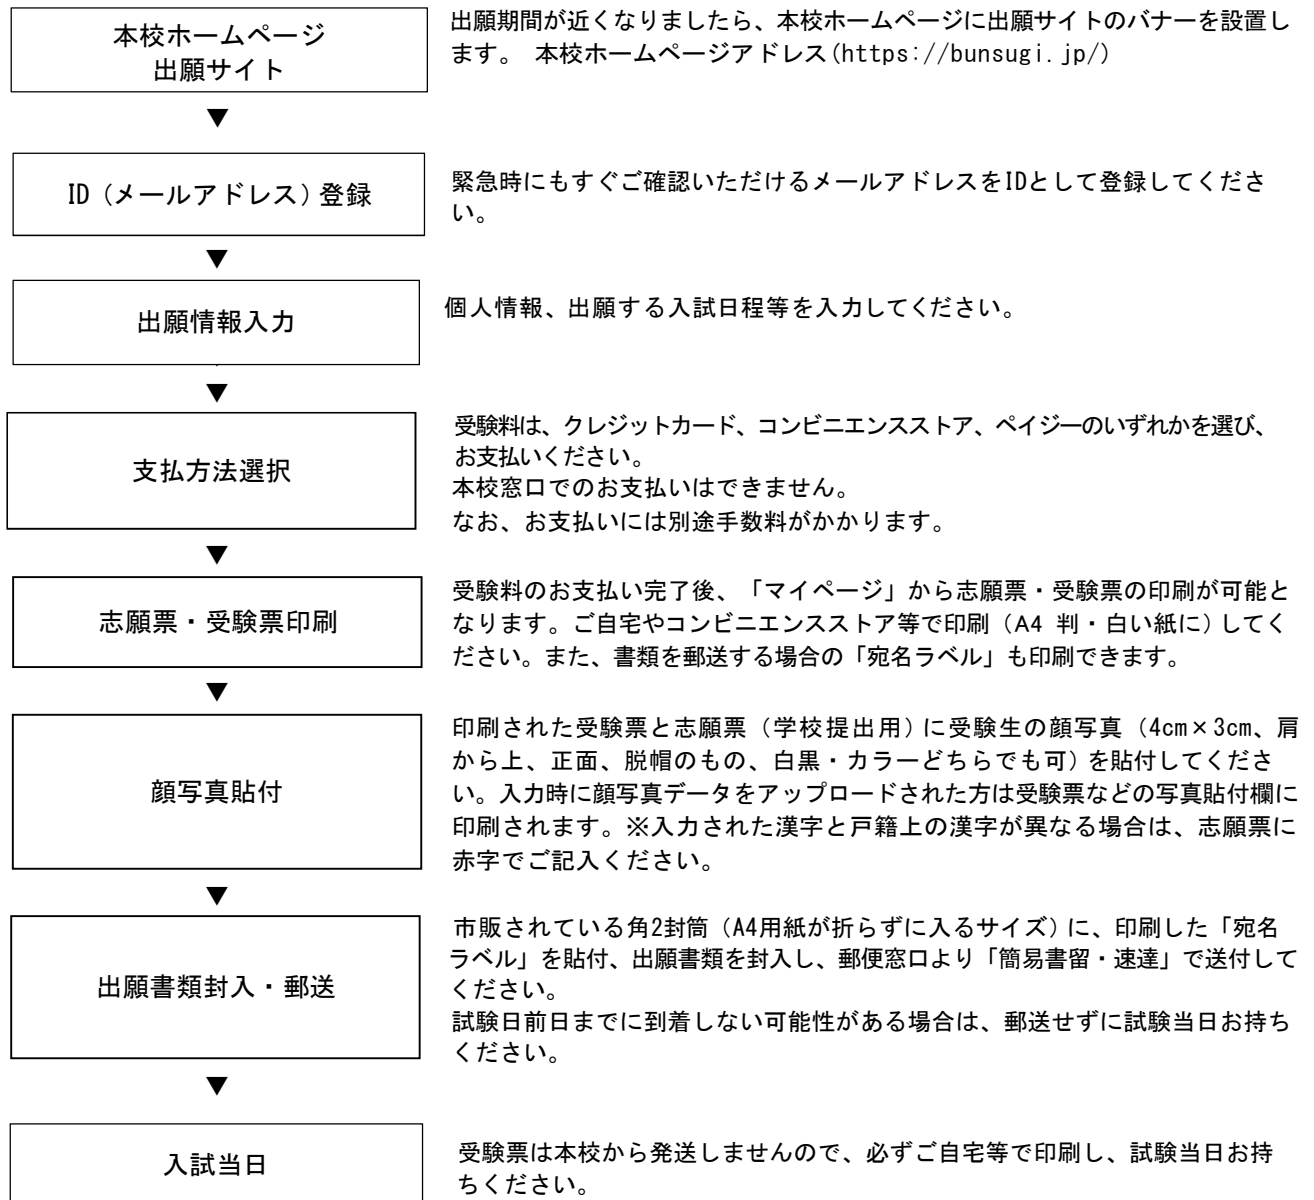 本校ホームページ
出願サイト
出願期間が近くなりましたら、本校ホームページに出願サイトのバナーを設置し
ます。 本校ホームページアドレス(https://bunsugi.jp/)
▼
ID（メールアドレス）登録
緊急時にもすぐご確認いただけるメールアドレスをIDとして登録してくださ
い。
▼
出願情報入力
個人情報、出願する入試日程等を入力してください。
▼
支払方法選択
受験料は、クレジットカード、コンビニエンスストア、ペイジーのいずれかを選び、
お支払いください。
本校窓口でのお支払いはできません。
なお、お支払いには別途手数料がかかります。
▼
志願票・受験票印刷
受験料のお支払い完了後、「マイページ」から志願票・受験票の印刷が可能と
なります。ご自宅やコンビニエンスストア等で印刷（A4 判・白い紙に）してく
ださい。また、書類を郵送する場合の「宛名ラベル」も印刷できます。
▼
顔写真貼付
印刷された受験票と志願票（学校提出用）に受験生の顔写真（4cm×3cm、肩
から上、正面、脱帽のもの、白黒・カラーどちらでも可）を貼付してくださ
い。入力時に顔写真データをアップロードされた方は受験票などの写真貼付欄に
印刷されます。※入力された漢字と戸籍上の漢字が異なる場合は、志願票に
赤字でご記入ください。
▼
出願書類封入・郵送
市販されている角2封筒（A4用紙が折らずに入るサイズ）に、印刷した「宛名
ラベル」を貼付、出願書類を封入し、郵便窓口より「簡易書留・速達」で送付して
ください。
試験日前日までに到着しない可能性がある場合は、郵送せずに試験当日お持ち
ください。
▼
入試当日
受験票は本校から発送しませんので、必ずご自宅等で印刷し、試験当日お持
ちください。